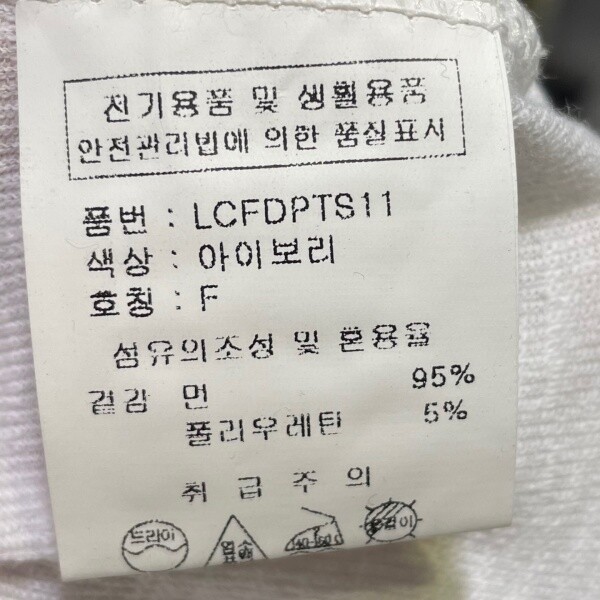 전기용품 및 생활용품
안전관리법에 의한 품질표시
품번 : LCFDPTS11
색상 : 아이보리
호칭 : F
섬유의조성 및 혼용율
겉감 면 95%
폴리우레탄 5%
취 급 주 의
드라이
옷걸이